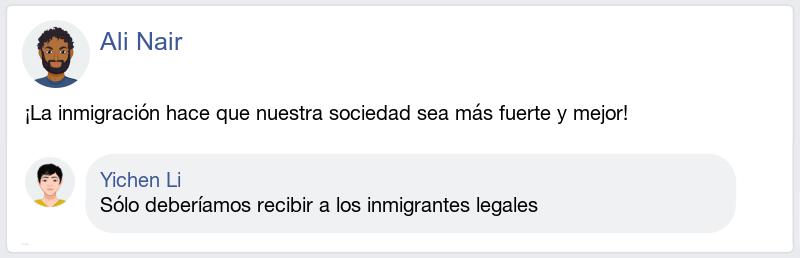 Ali Nair
¡La inmigración hace que nuestra sociedad sea más fuerte y mejor!
Yichen Li
Sólo deberíamos recibir a los inmigrantes legales